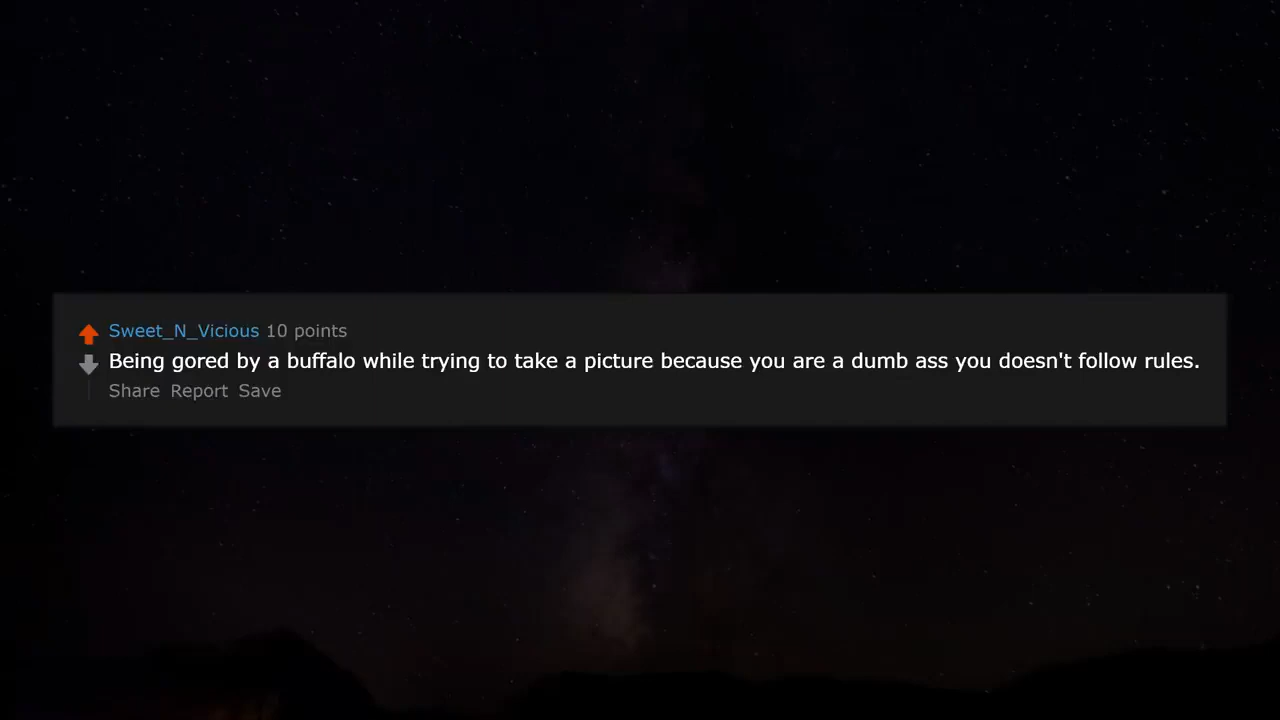 Sweet_N_Vicious 10 points
Being gored by a buffalo while trying to take a picture because you are a dumb ass you doesn't follow rules.
Share Report Save